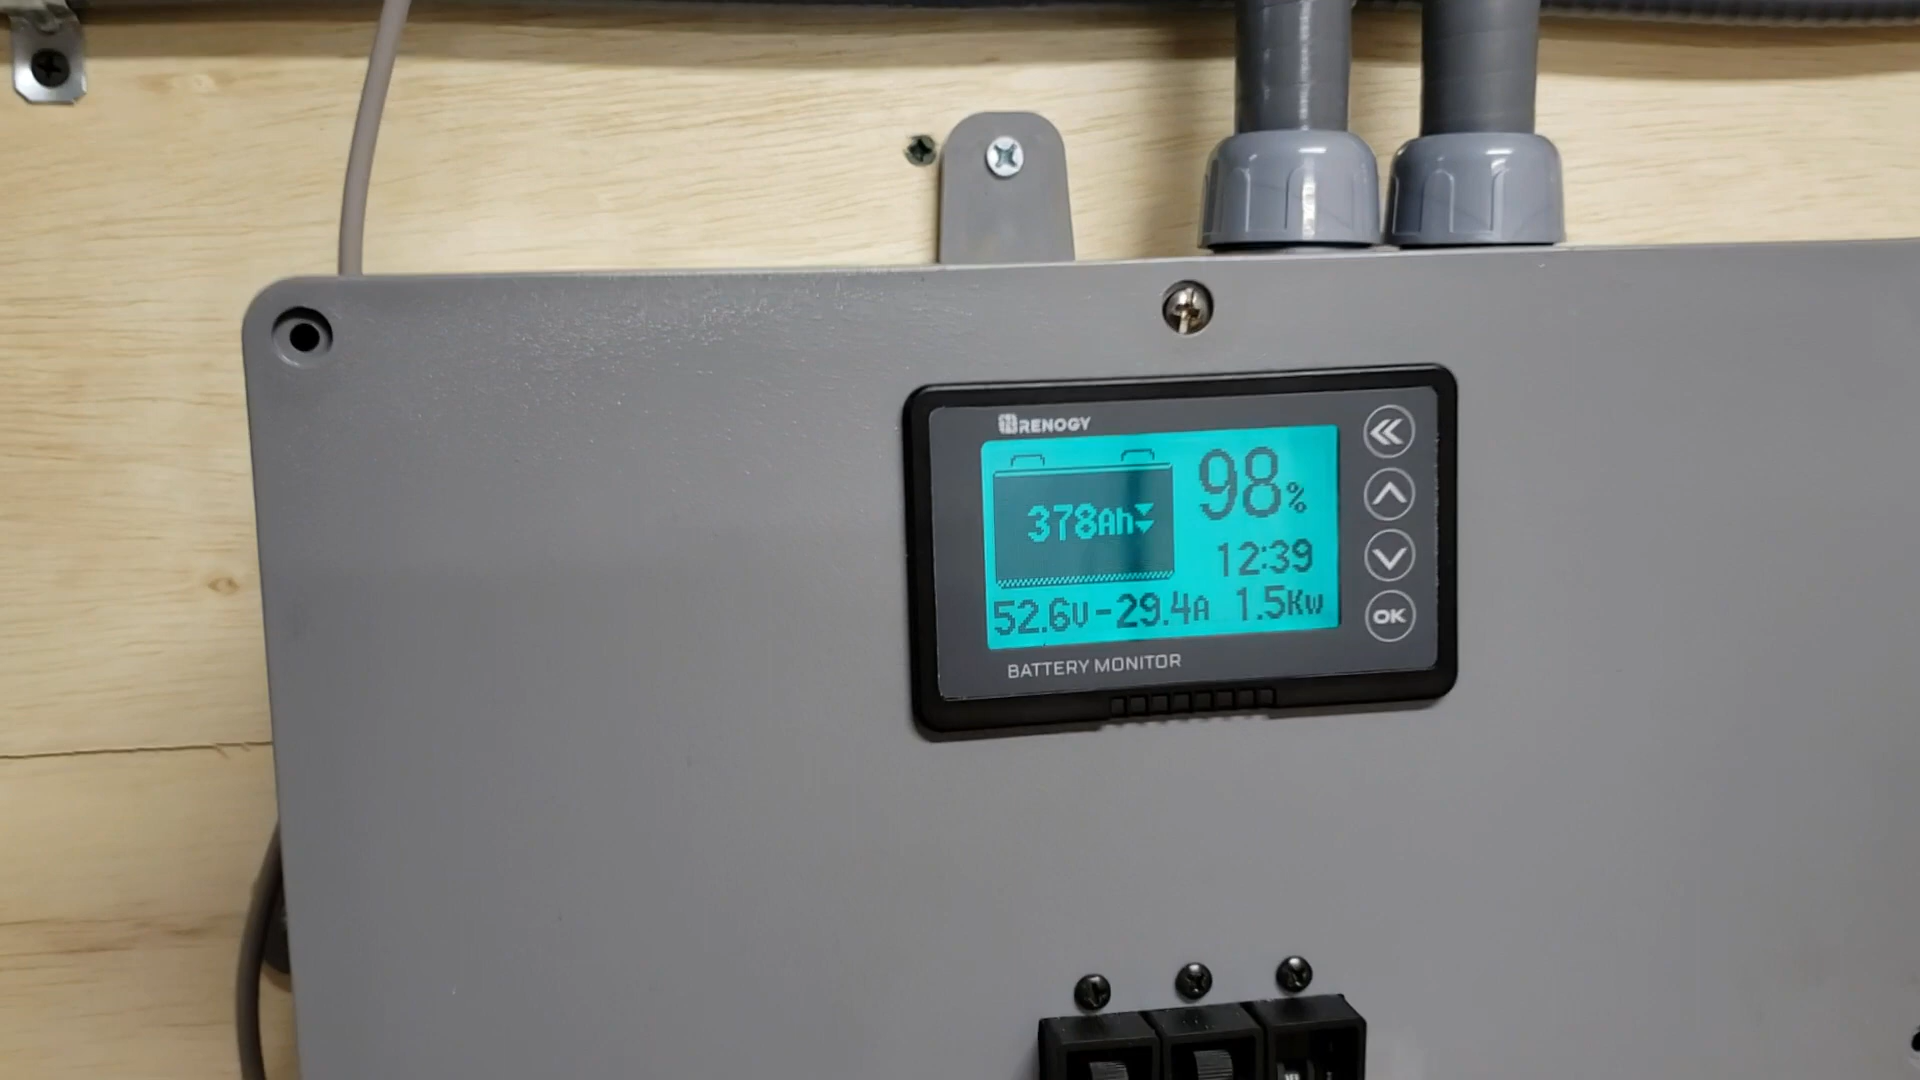 RENOGY
378Ah
98%
12:39
52.6V -29.4A 1.5Kw
OK
BATTERY MONITOR